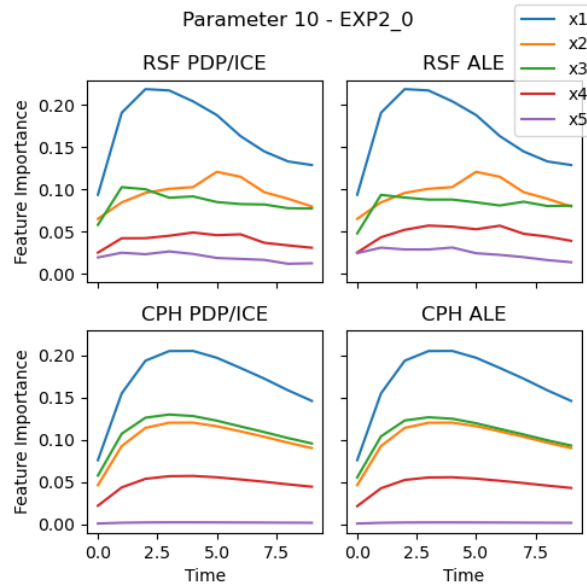 Parameter 10 - EXP2_0
x1
x2
x3
x4
x5
RSF PDP/ICE
RSF ALE
Feature Importance
0.20
0.15
0.10
0.05
0.00
CPH PDP/ICE
CPH ALE
Feature Importance
0.20
0.15
0.10
0.05
0.00
0.0 2.5 5.0 7.5
0.0 2.5 5.0 7.5
Time
Time